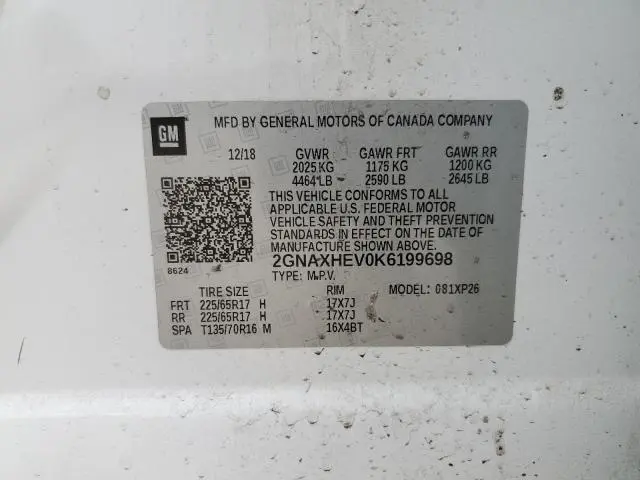 GM
MFD BY GENERAL MOTORS OF CANADA COMPANY
12/18 GVWR GAWR FRT GAWR RR
2025 KG 1175 KG 1200 KG
4464 LB 2590 LB 2645 LB
THIS VEHICLE CONFORMS TO ALL
APPLICABLE U.S. FEDERAL MOTOR
VEHICLE SAFETY AND THEFT PREVENTION
STANDARDS IN EFFECT ON THE DATE OF
MANUFACTURE SHOWN ABOVE.
8624
2GNAXHEV0K6199698
TYPE: M.P.V.
TIRE SIZE RIM MODEL: 081XP26
FRT 225/65R17 H 17X7J
RR 225/65R17 H 17X7J
SPA T135/70R16 M 16X4BT